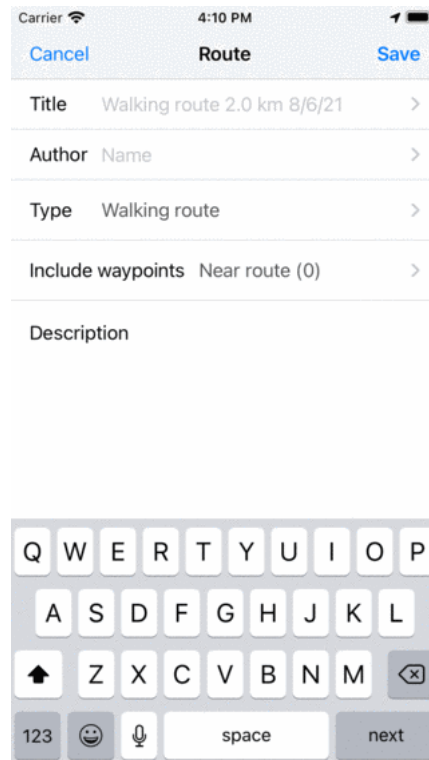 Carrier 4:10 PM
Cancel Route Save
Title Walking route 2.0 km 8/6/21
Author Name
Type Walking route
Include waypoints Near route (0)
Description
Q W E R T Y U I O P
A S D F G H J K L
Z X C V B N M
123 space next